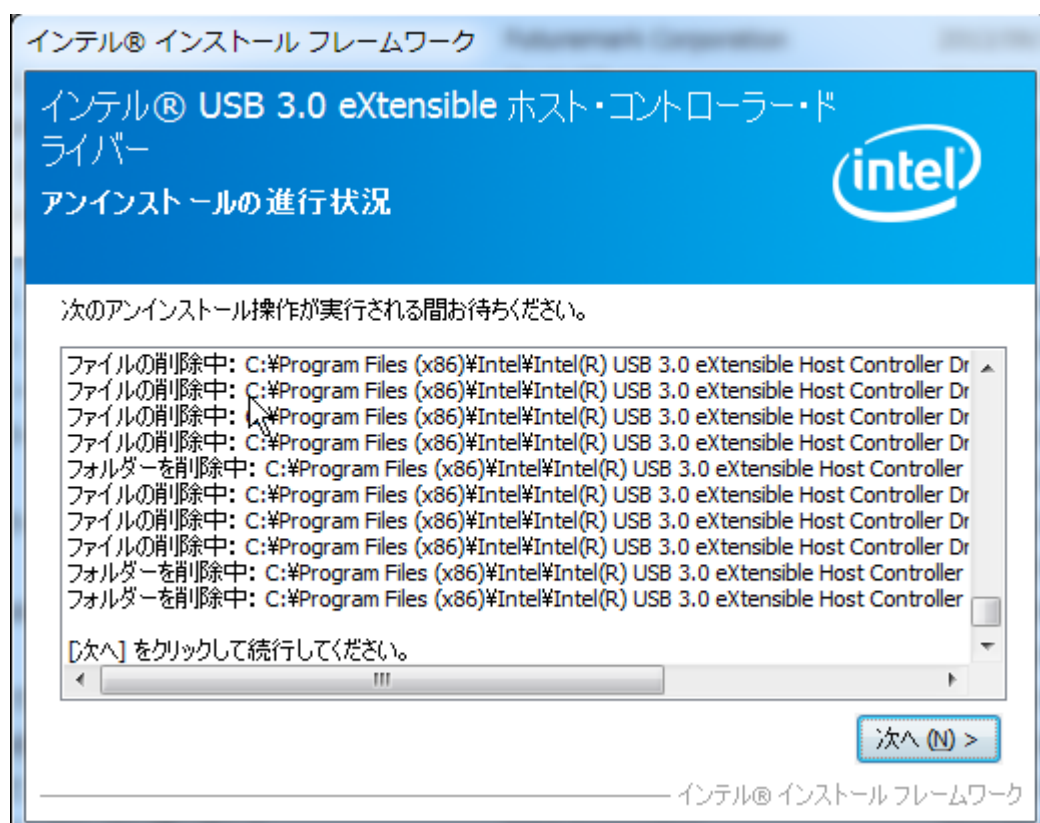 インテル® インストール フレームワーク
インテル® USB 3.0 eXtensible ホスト・コントローラー・ド
ライバー
intel
アンインストールの進行状況
次のアンインストール操作が実行される間お待ちください。
ファイルの削除中: C:¥Program Files (x86)¥Intel¥Intel(R) USB 3.0 eXtensible Host Controller Dr
ファイルの削除中: C:¥Program Files (x86)¥Intel¥Intel(R) USB 3.0 eXtensible Host Controller Dr
ファイルの削除中: C:¥Program Files (x86)¥Intel¥Intel(R) USB 3.0 eXtensible Host Controller Dr
ファイルの削除中: C:¥Program Files (x86)¥Intel¥Intel(R) USB 3.0 eXtensible Host Controller Dr
フォルダーを削除中: C:¥Program Files (x86)¥Intel¥Intel(R) USB 3.0 eXtensible Host Controller
ファイルの削除中: C:¥Program Files (x86)¥Intel¥Intel(R) USB 3.0 eXtensible Host Controller Dr
ファイルの削除中: C:¥Program Files (x86)¥Intel¥Intel(R) USB 3.0 eXtensible Host Controller Dr
ファイルの削除中: C:¥Program Files (x86)¥Intel¥Intel(R) USB 3.0 eXtensible Host Controller Dr
フォルダーを削除中: C:¥Program Files (x86)¥Intel¥Intel(R) USB 3.0 eXtensible Host Controller
フォルダーを削除中: C:¥Program Files (x86)¥Intel¥Intel(R) USB 3.0 eXtensible Host Controller
[次へ] をクリックして続行してください。
次へ (N) >
インテル® インストール フレームワーク